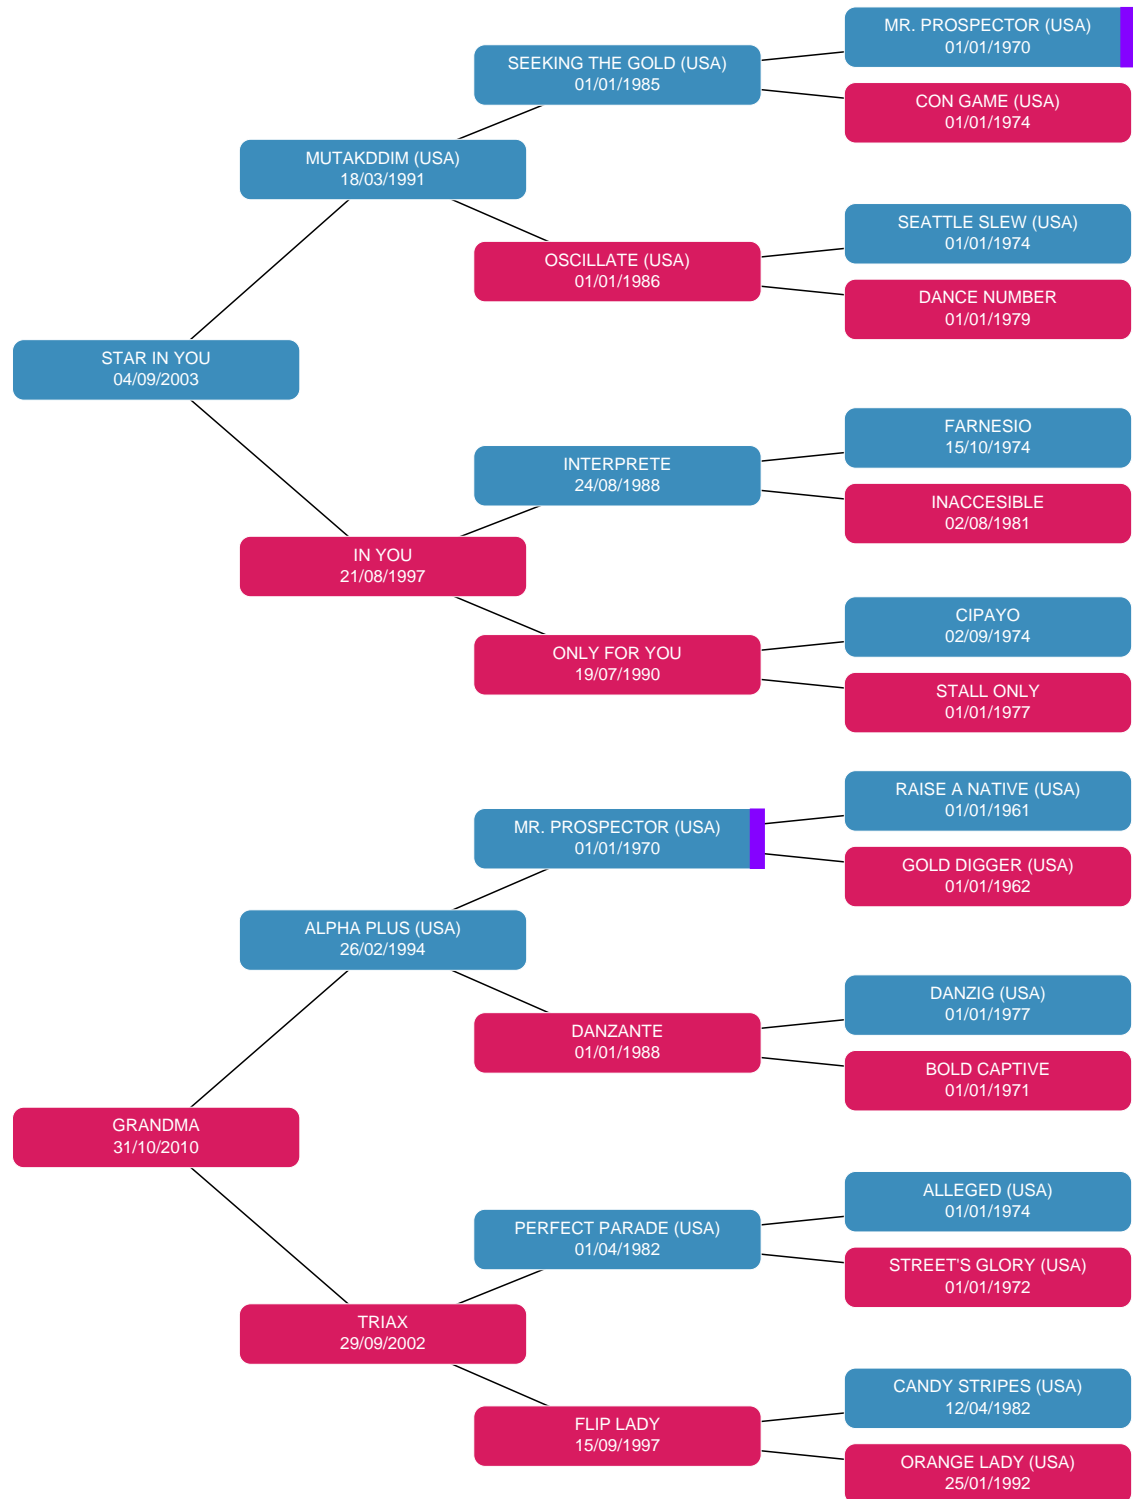 MR. PROSPECTOR (USA)
01/01/1970
SEEKING THE GOLD (USA)
01/01/1985
CON GAME (USA)
01/01/1974
MUTAKDDIM (USA)
18/03/1991
SEATTLE SLEW (USA)
01/01/1974
OSCILLATE (USA)
01/01/1986
DANCE NUMBER
01/01/1979
STAR IN YOU
04/09/2003
FARNESIO
15/10/1974
INTERPRETE
24/08/1988
INACCESIBLE
02/08/1981
IN YOU
21/08/1997
CIPAYO
02/09/1974
ONLY FOR YOU
19/07/1990
STALL ONLY
01/01/1977
RAISE A NATIVE (USA)
01/01/1961
MR. PROSPECTOR (USA)
01/01/1970
GOLD DIGGER (USA)
01/01/1962
ALPHA PLUS (USA)
26/02/1994
DANZIG (USA)
01/01/1977
DANZANTE
01/01/1988
BOLD CAPTIVE
01/01/1971
GRANDMA
31/10/2010
ALLEGED (USA)
01/01/1974
PERFECT PARADE (USA)
01/04/1982
STREET'S GLORY (USA)
01/01/1972
TRIAX
29/09/2002
CANDY STRIPES (USA)
12/04/1982
FLIP LADY
15/09/1997
ORANGE LADY (USA)
25/01/1992